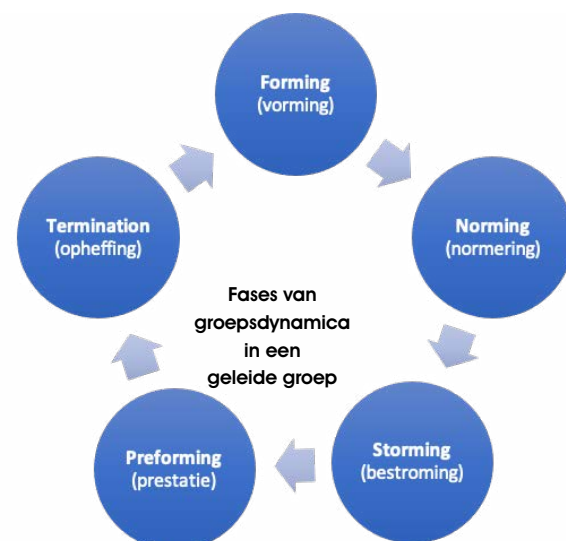 Forming
(vorming)
Norming
(normering)
Storming
(bestroming)
Preforming
(prestatie)
Termination
(opheffing)
Fases van
groepsdynamica
in een
geleide groep